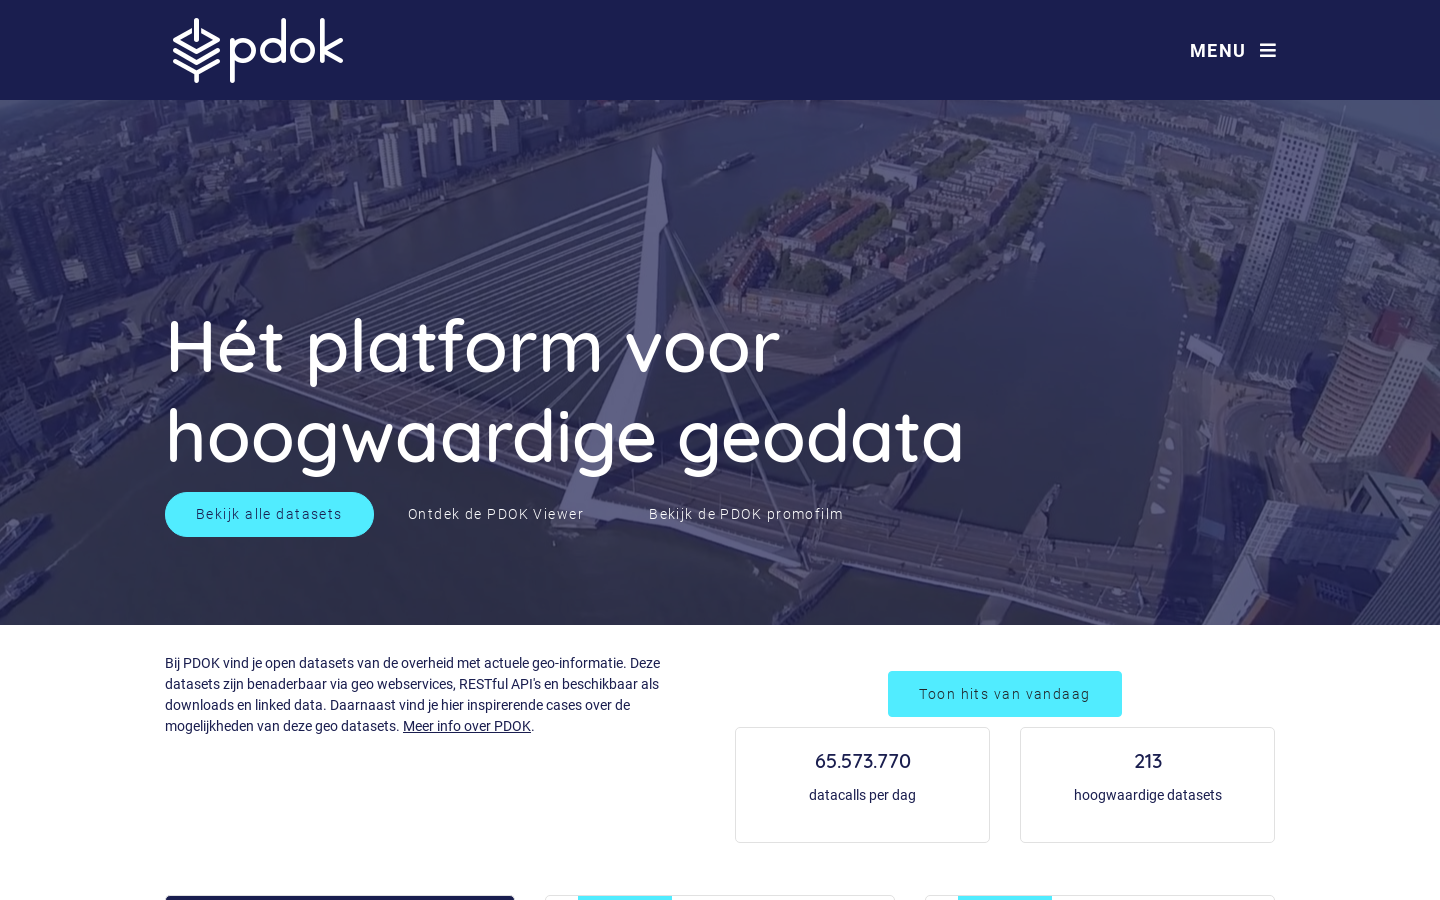 pdok
MENU
Hét platform voor
hoogwaardige geodata
Bekijk alle datasets
Ontdek de PDOK Viewer
Bekijk de PDOK promofilm
Bij PDOK vind je open datasets van de overheid met actuele geo-informatie. Deze
datasets zijn benaderbaar via geo webservices, RESTful API's en beschikbaar als
downloads en linked data. Daarnaast vind je hier inspirerende cases over de
mogelijkheden van deze geo datasets. Meer info over PDOK.
Toon hits van vandaag
65.573.770
datacalls per dag
213
hoogwaardige datasets